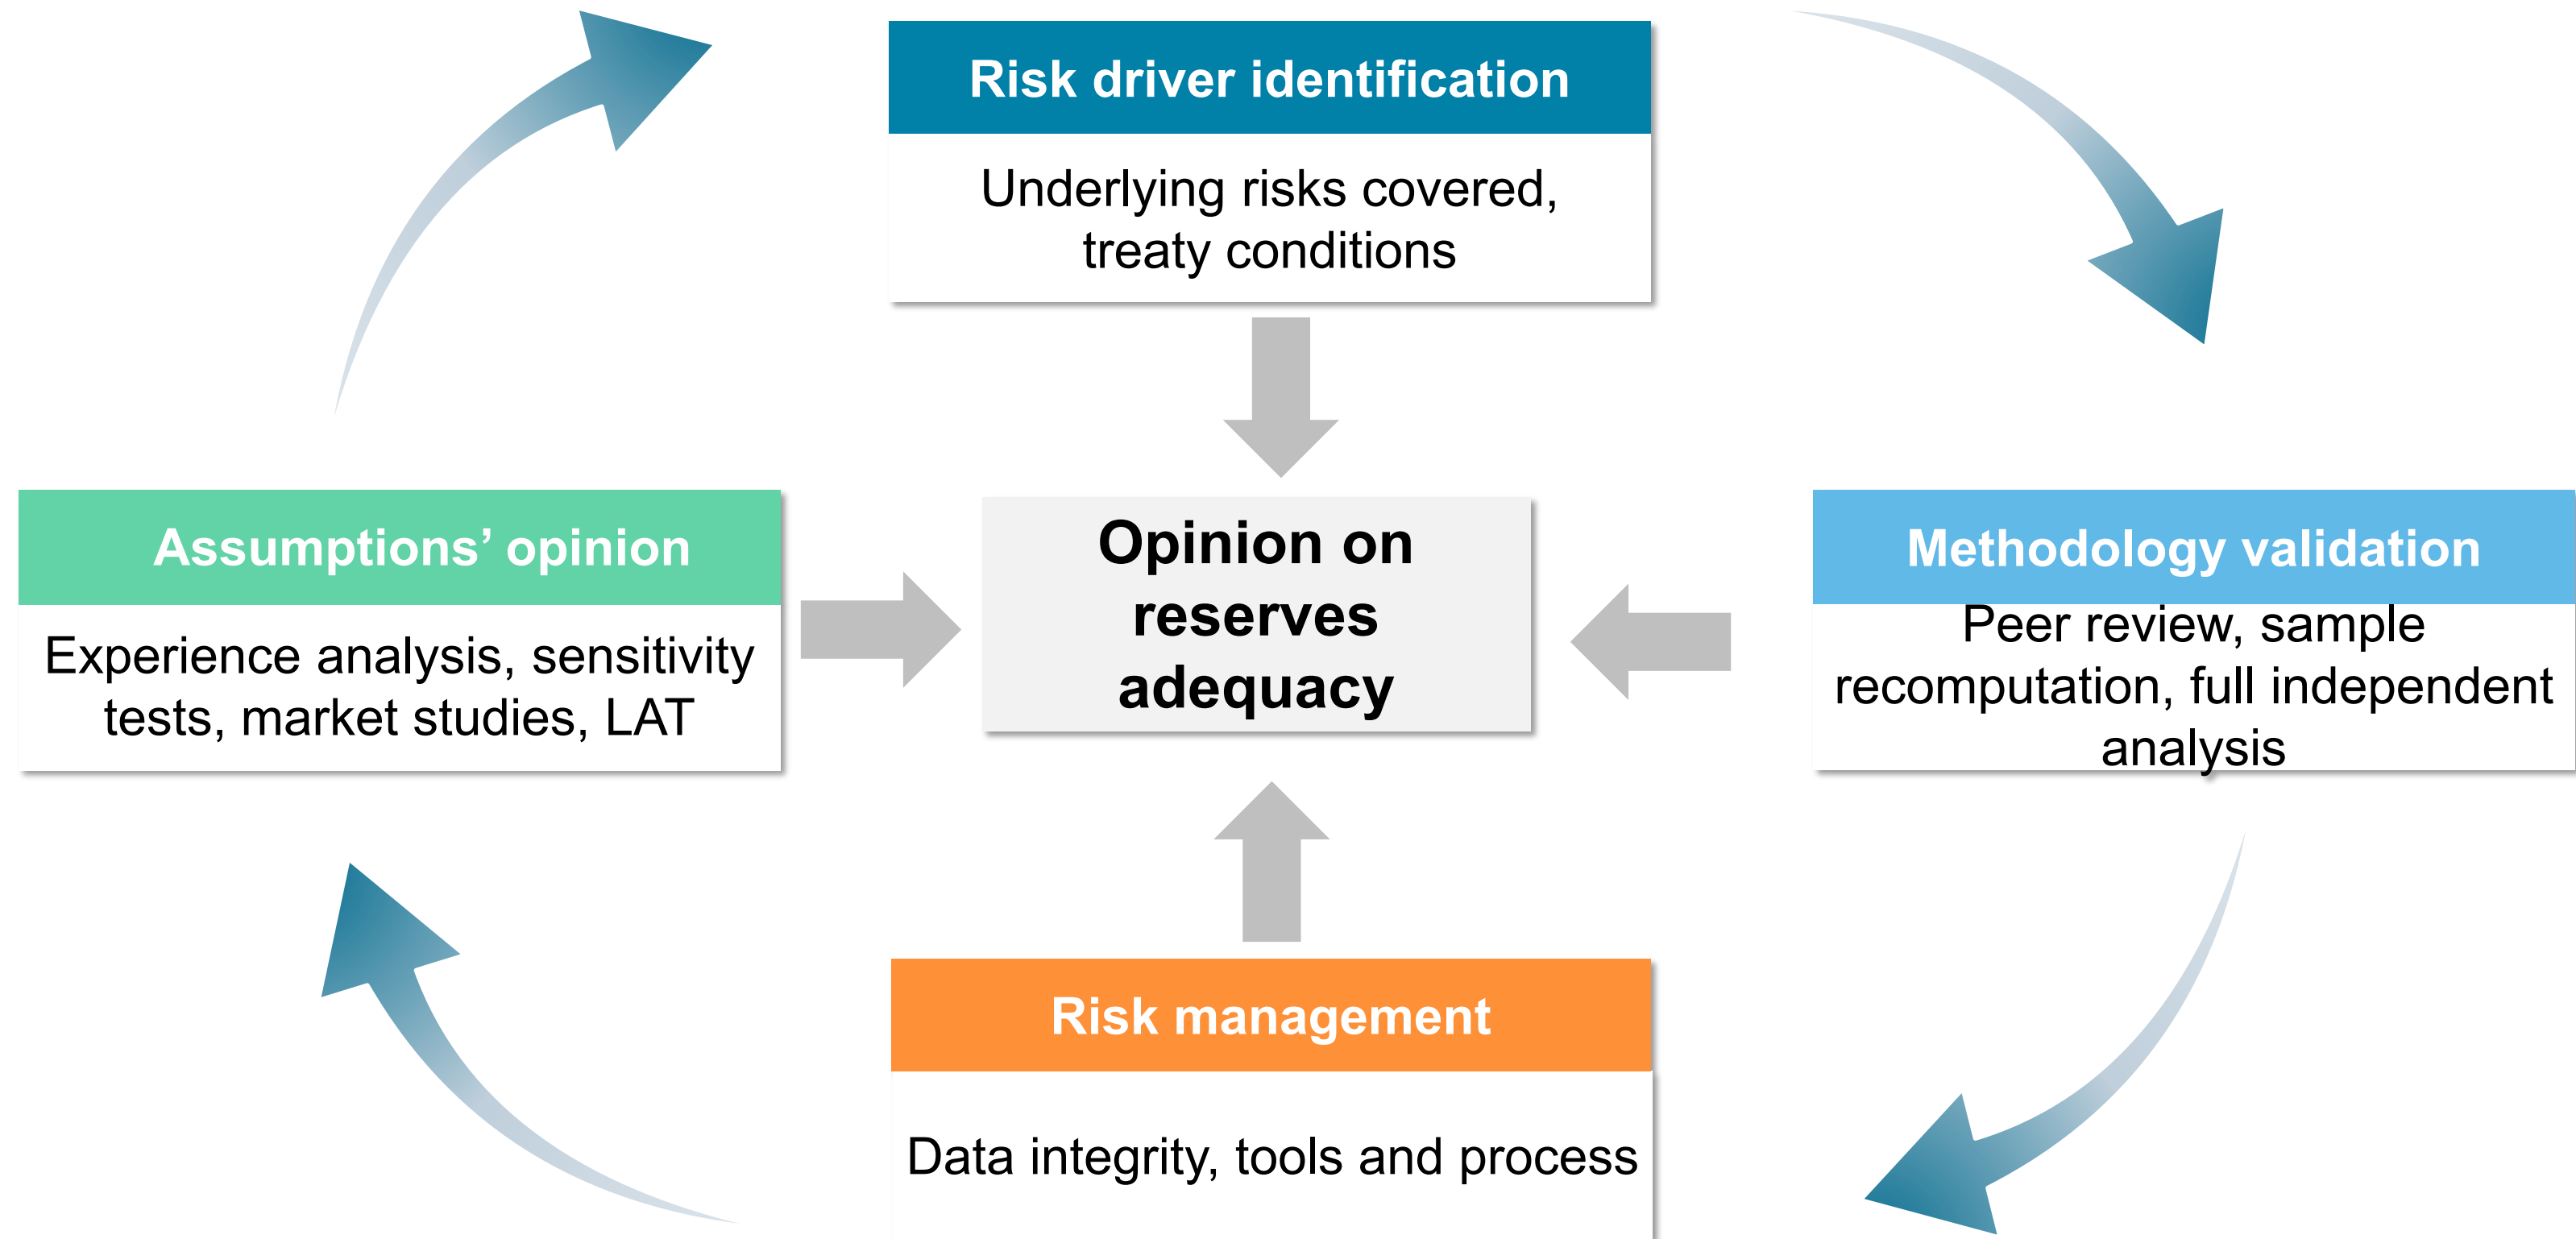 Risk driver identification
Underlying risks covered,
treaty conditions
Assumptions’ opinion
Experience analysis, sensitivity
tests, market studies, LAT
Opinion on
reserves
adequacy
Methodology validation
Peer review, sample
recomputation, full independent
analysis
Risk management
Data integrity, tools and process